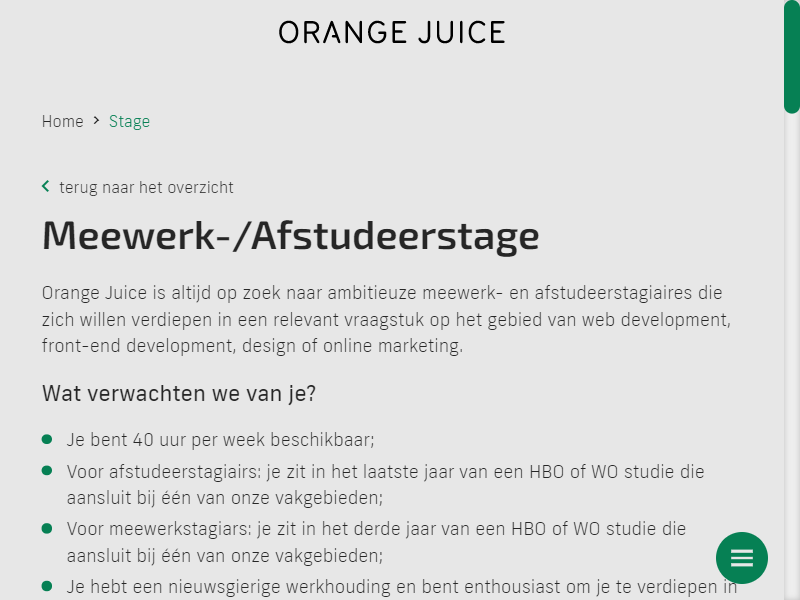 ORANGE JUICE
Home > Stage
terug naar het overzicht
Meewerk-/Afstudeerstage
Orange Juice is altijd op zoek naar ambitieuze meewerk- en afstudeerstagiaires die
zich willen verdiepen in een relevant vraagstuk op het gebied van web development,
front-end development, design of online marketing.
Wat verwachten we van je?
Je bent 40 uur per week beschikbaar;
Voor afstudeerstagiairs: je zit in het laatste jaar van een HBO of WO studie die
aansluit bij één van onze vakgebieden;
Voor meewerkstagiars: je zit in het derde jaar van een HBO of WO studie die
aansluit bij één van onze vakgebieden;
Je hebt een nieuwsgierige werkhouding en bent enthousiast om je te verdiepen in